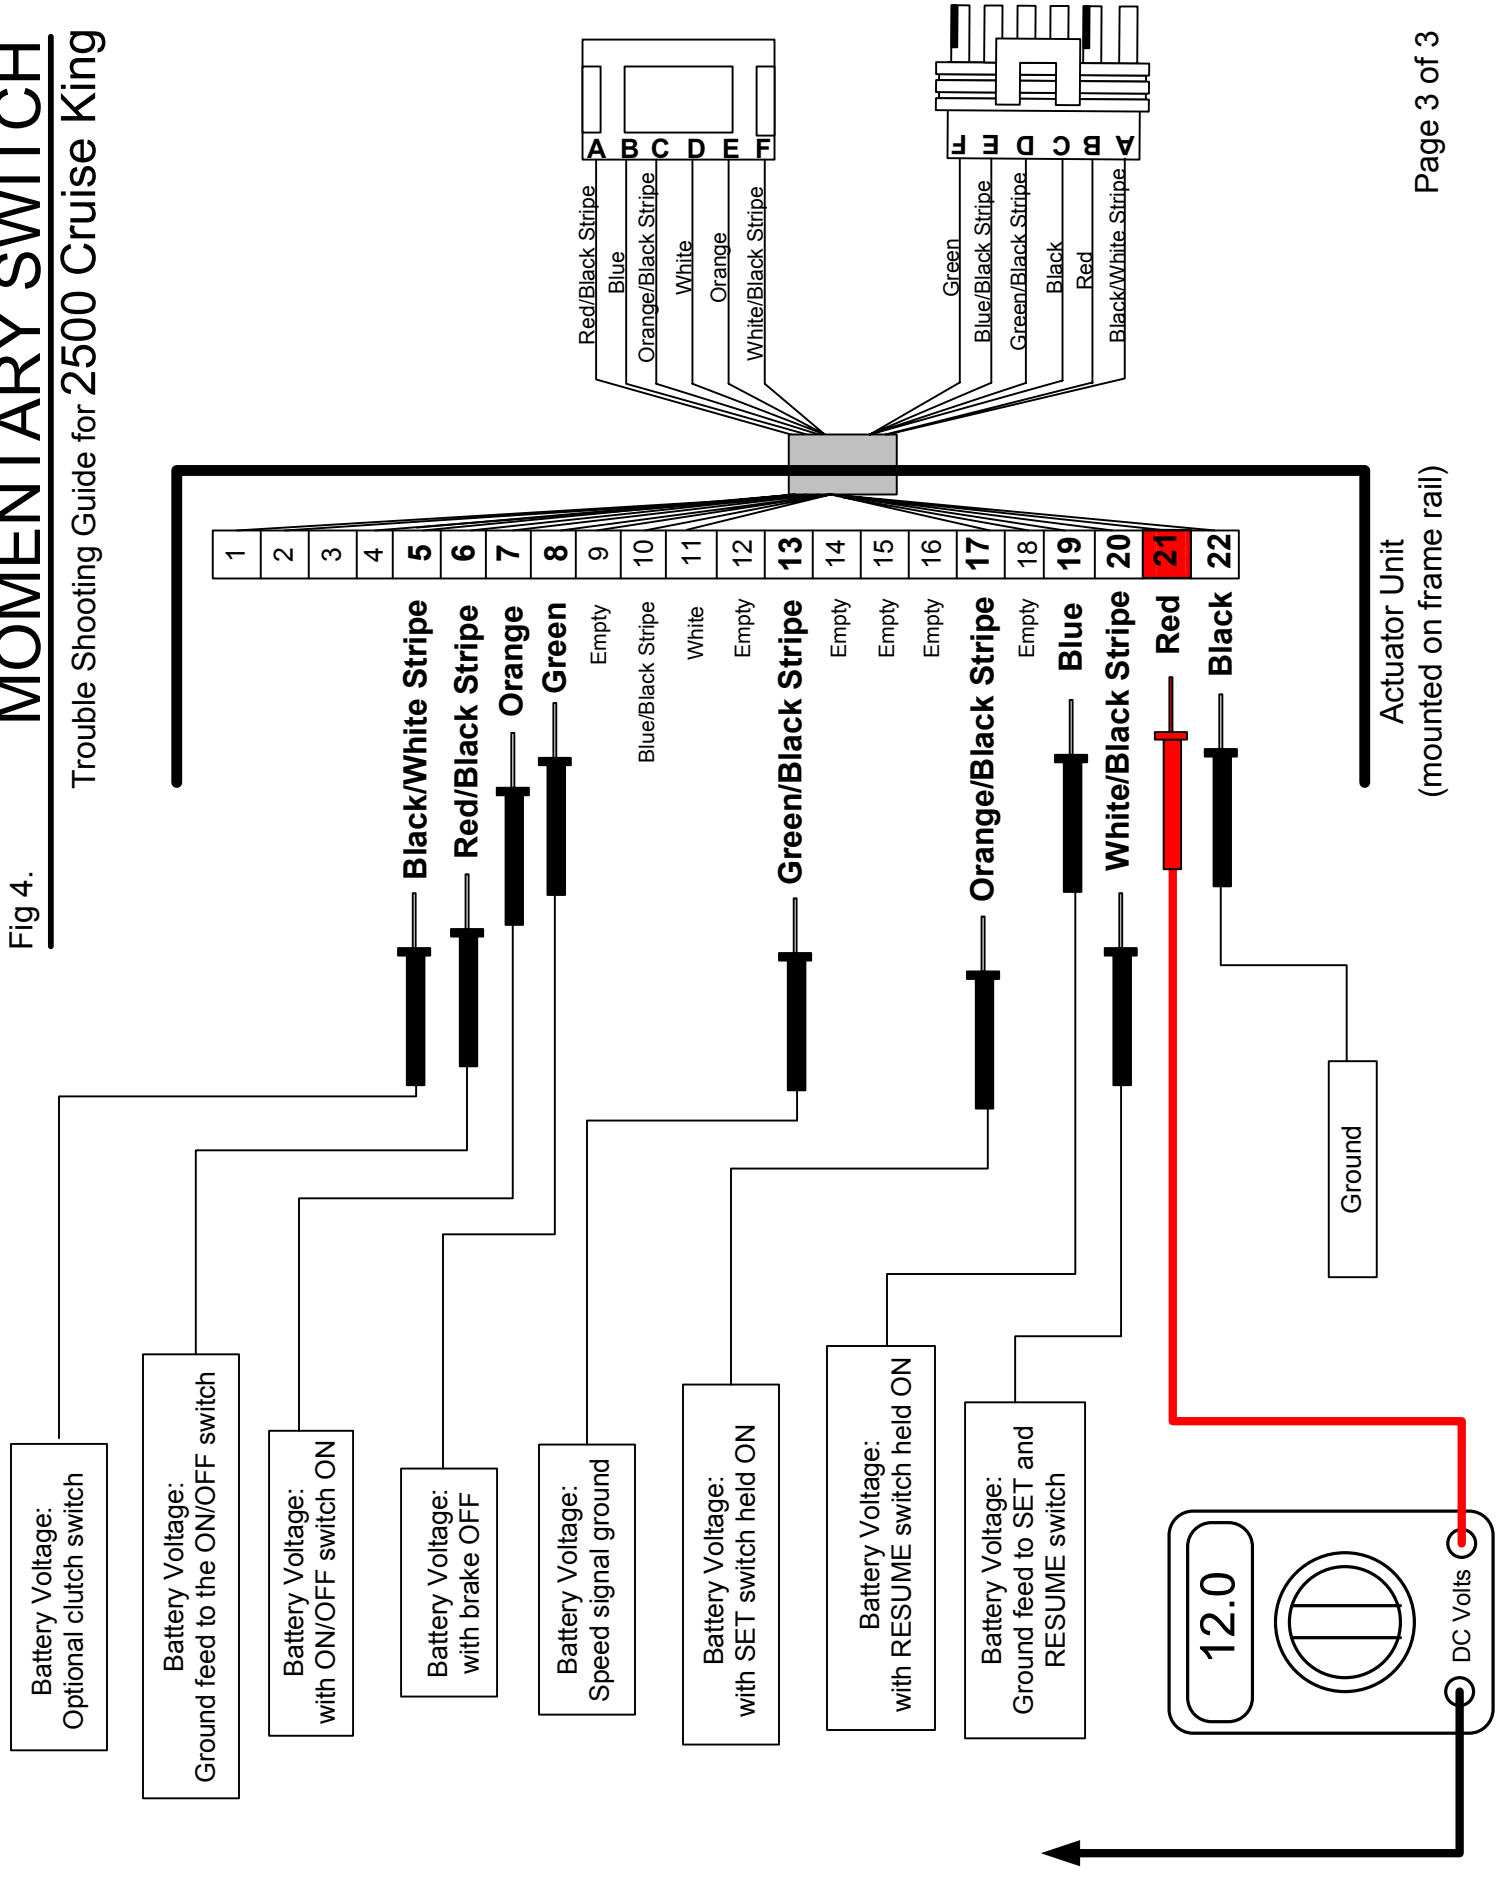 Fig 4.
MOMENTARY SWITCH
Trouble Shooting Guide for 2500 Cruise King
Battery Voltage:
Optional clutch switch
Battery Voltage:
Ground feed to the ON/OFF switch
Battery Voltage:
with ON/OFF switch ON
Battery Voltage:
with brake OFF
Battery Voltage:
Speed signal ground
Battery Voltage:
with SET switch held ON
Battery Voltage:
with RESUME switch held ON
Battery Voltage:
Ground feed to SET and
RESUME switch
Ground
12.0
DC Volts
Black/White Stripe
Red/Black Stripe
Orange
Green
Empty
Blue/Black Stripe
White
Empty
Green/Black Stripe
Empty
Empty
Empty
Orange/Black Stripe
Empty
Blue
White/Black Stripe
Red
Black
1
2
3
4
5
6
7
8
9
10
11
12
13
14
15
16
17
18
19
20
21
22
Actuator Unit
(mounted on frame rail)
Red/Black Stripe
Blue
Orange/Black Stripe
White
Orange
White/Black Stripe
A
B
C
D
E
F
Green
Blue/Black Stripe
Green/Black Stripe
Black
Red
Black/White Stripe
F
E
D
C
B
A
Page 3 of 3